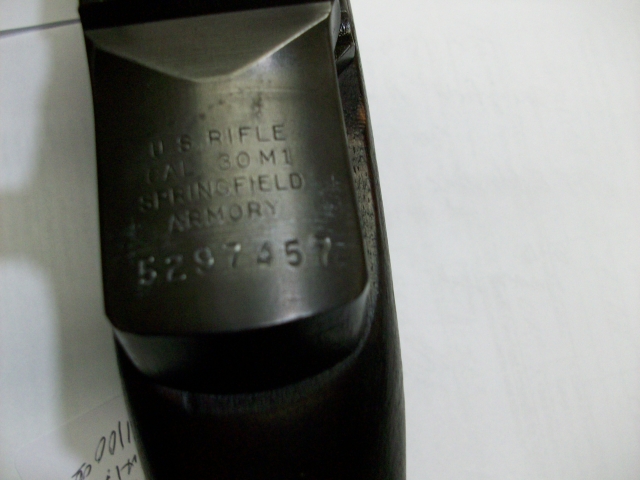 U S RIFLE
CAL 30 M1
SPRINGFIELD
ARMORY
5297457